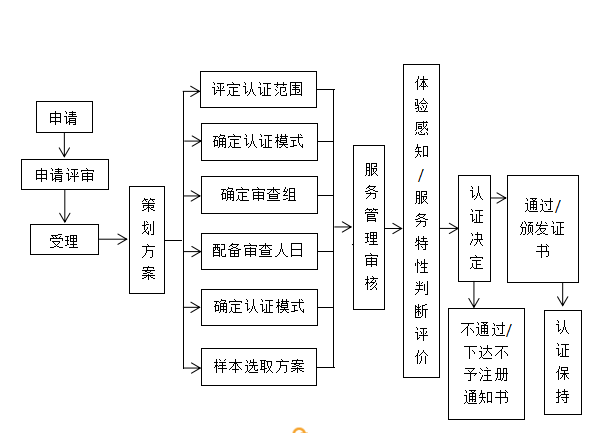 申请
申请评审
受理
策划方案
评定认证范围
确定认证模式
确定审查组
配备审查人日
确定认证模式
样本选取方案
服务管理审核
体验感知/服务特性判断评价
认证决定
通过/
颁发证
书
不通过/
下达不
予注册
通知书
认证保持